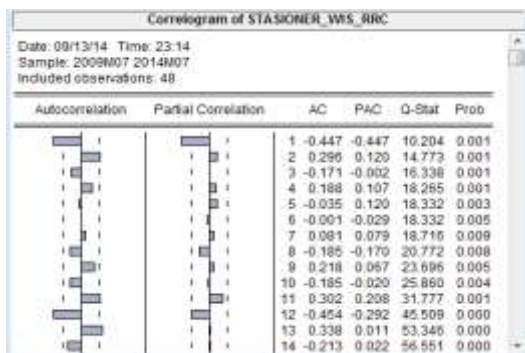 Correlogram of STASIONER_WIS_RRC
Date: 09/13/14 Time: 23:14
Sample: 2009M07 2014M07
Included observations: 48
Autocorrelation Partial Correlation AC PAC Q-Stat Prob
1 -0.447 -0.447 10.204 0.001
2 0.296 0.120 14.773 0.001
3 -0.171 -0.002 16.338 0.001
4 0.188 0.107 18.265 0.001
5 -0.035 0.120 18.332 0.003
6 -0.001 -0.029 18.332 0.005
7 0.081 0.079 18.716 0.009
8 -0.185 -0.170 20.772 0.008
9 0.218 0.067 23.696 0.005
10 -0.185 -0.020 25.860 0.004
11 0.302 0.208 31.777 0.001
12 -0.454 -0.292 45.509 0.000
13 0.338 0.011 53.346 0.000
14 -0.213 0.022 56.551 0.000